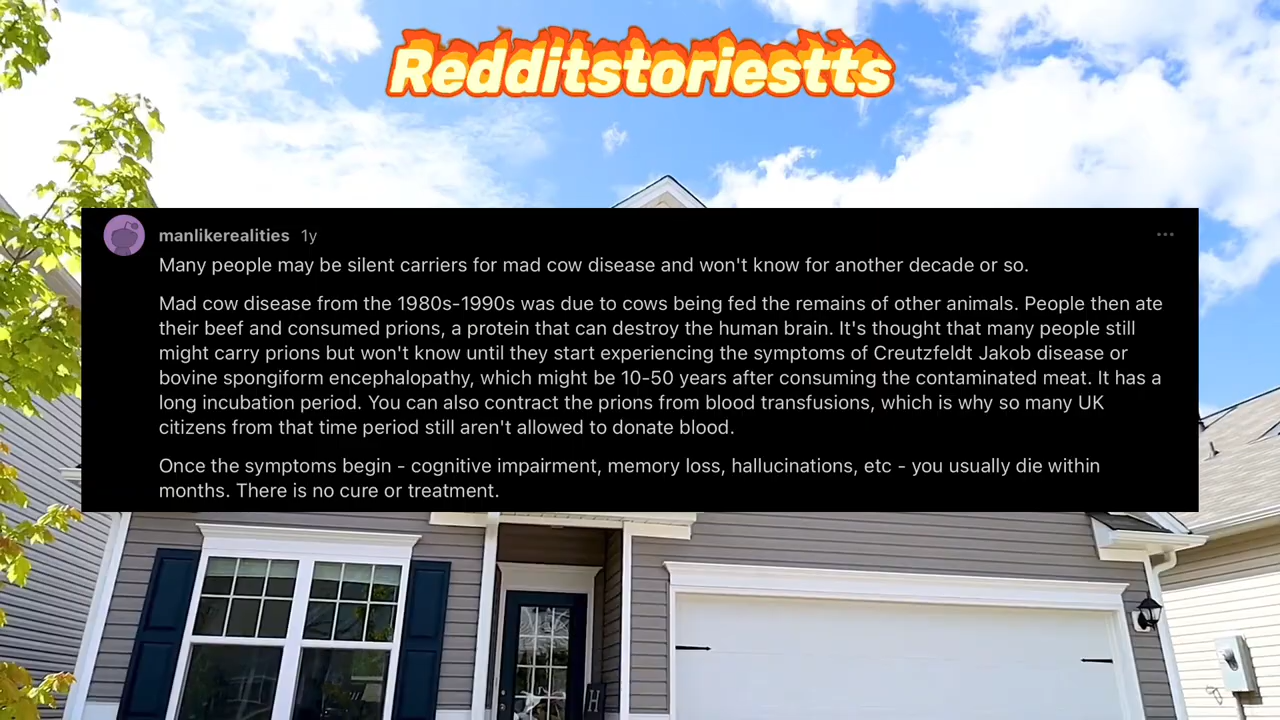 Redditstoriestts
manlikerealities 1y
Many people may be silent carriers for mad cow disease and won't know for another decade or so.
Mad cow disease from the 1980s-1990s was due to cows being fed the remains of other animals. People then ate
their beef and consumed prions, a protein that can destroy the human brain. It's thought that many people still
might carry prions but won't know until they start experiencing the symptoms of Creutzfeldt Jakob disease or
bovine spongiform encephalopathy, which might be 10-50 years after consuming the contaminated meat. It has a
long incubation period. You can also contract the prions from blood transfusions, which is why so many UK
citizens from that time period still aren't allowed to donate blood.
Once the symptoms begin - cognitive impairment, memory loss, hallucinations, etc - you usually die within
months. There is no cure or treatment.
H